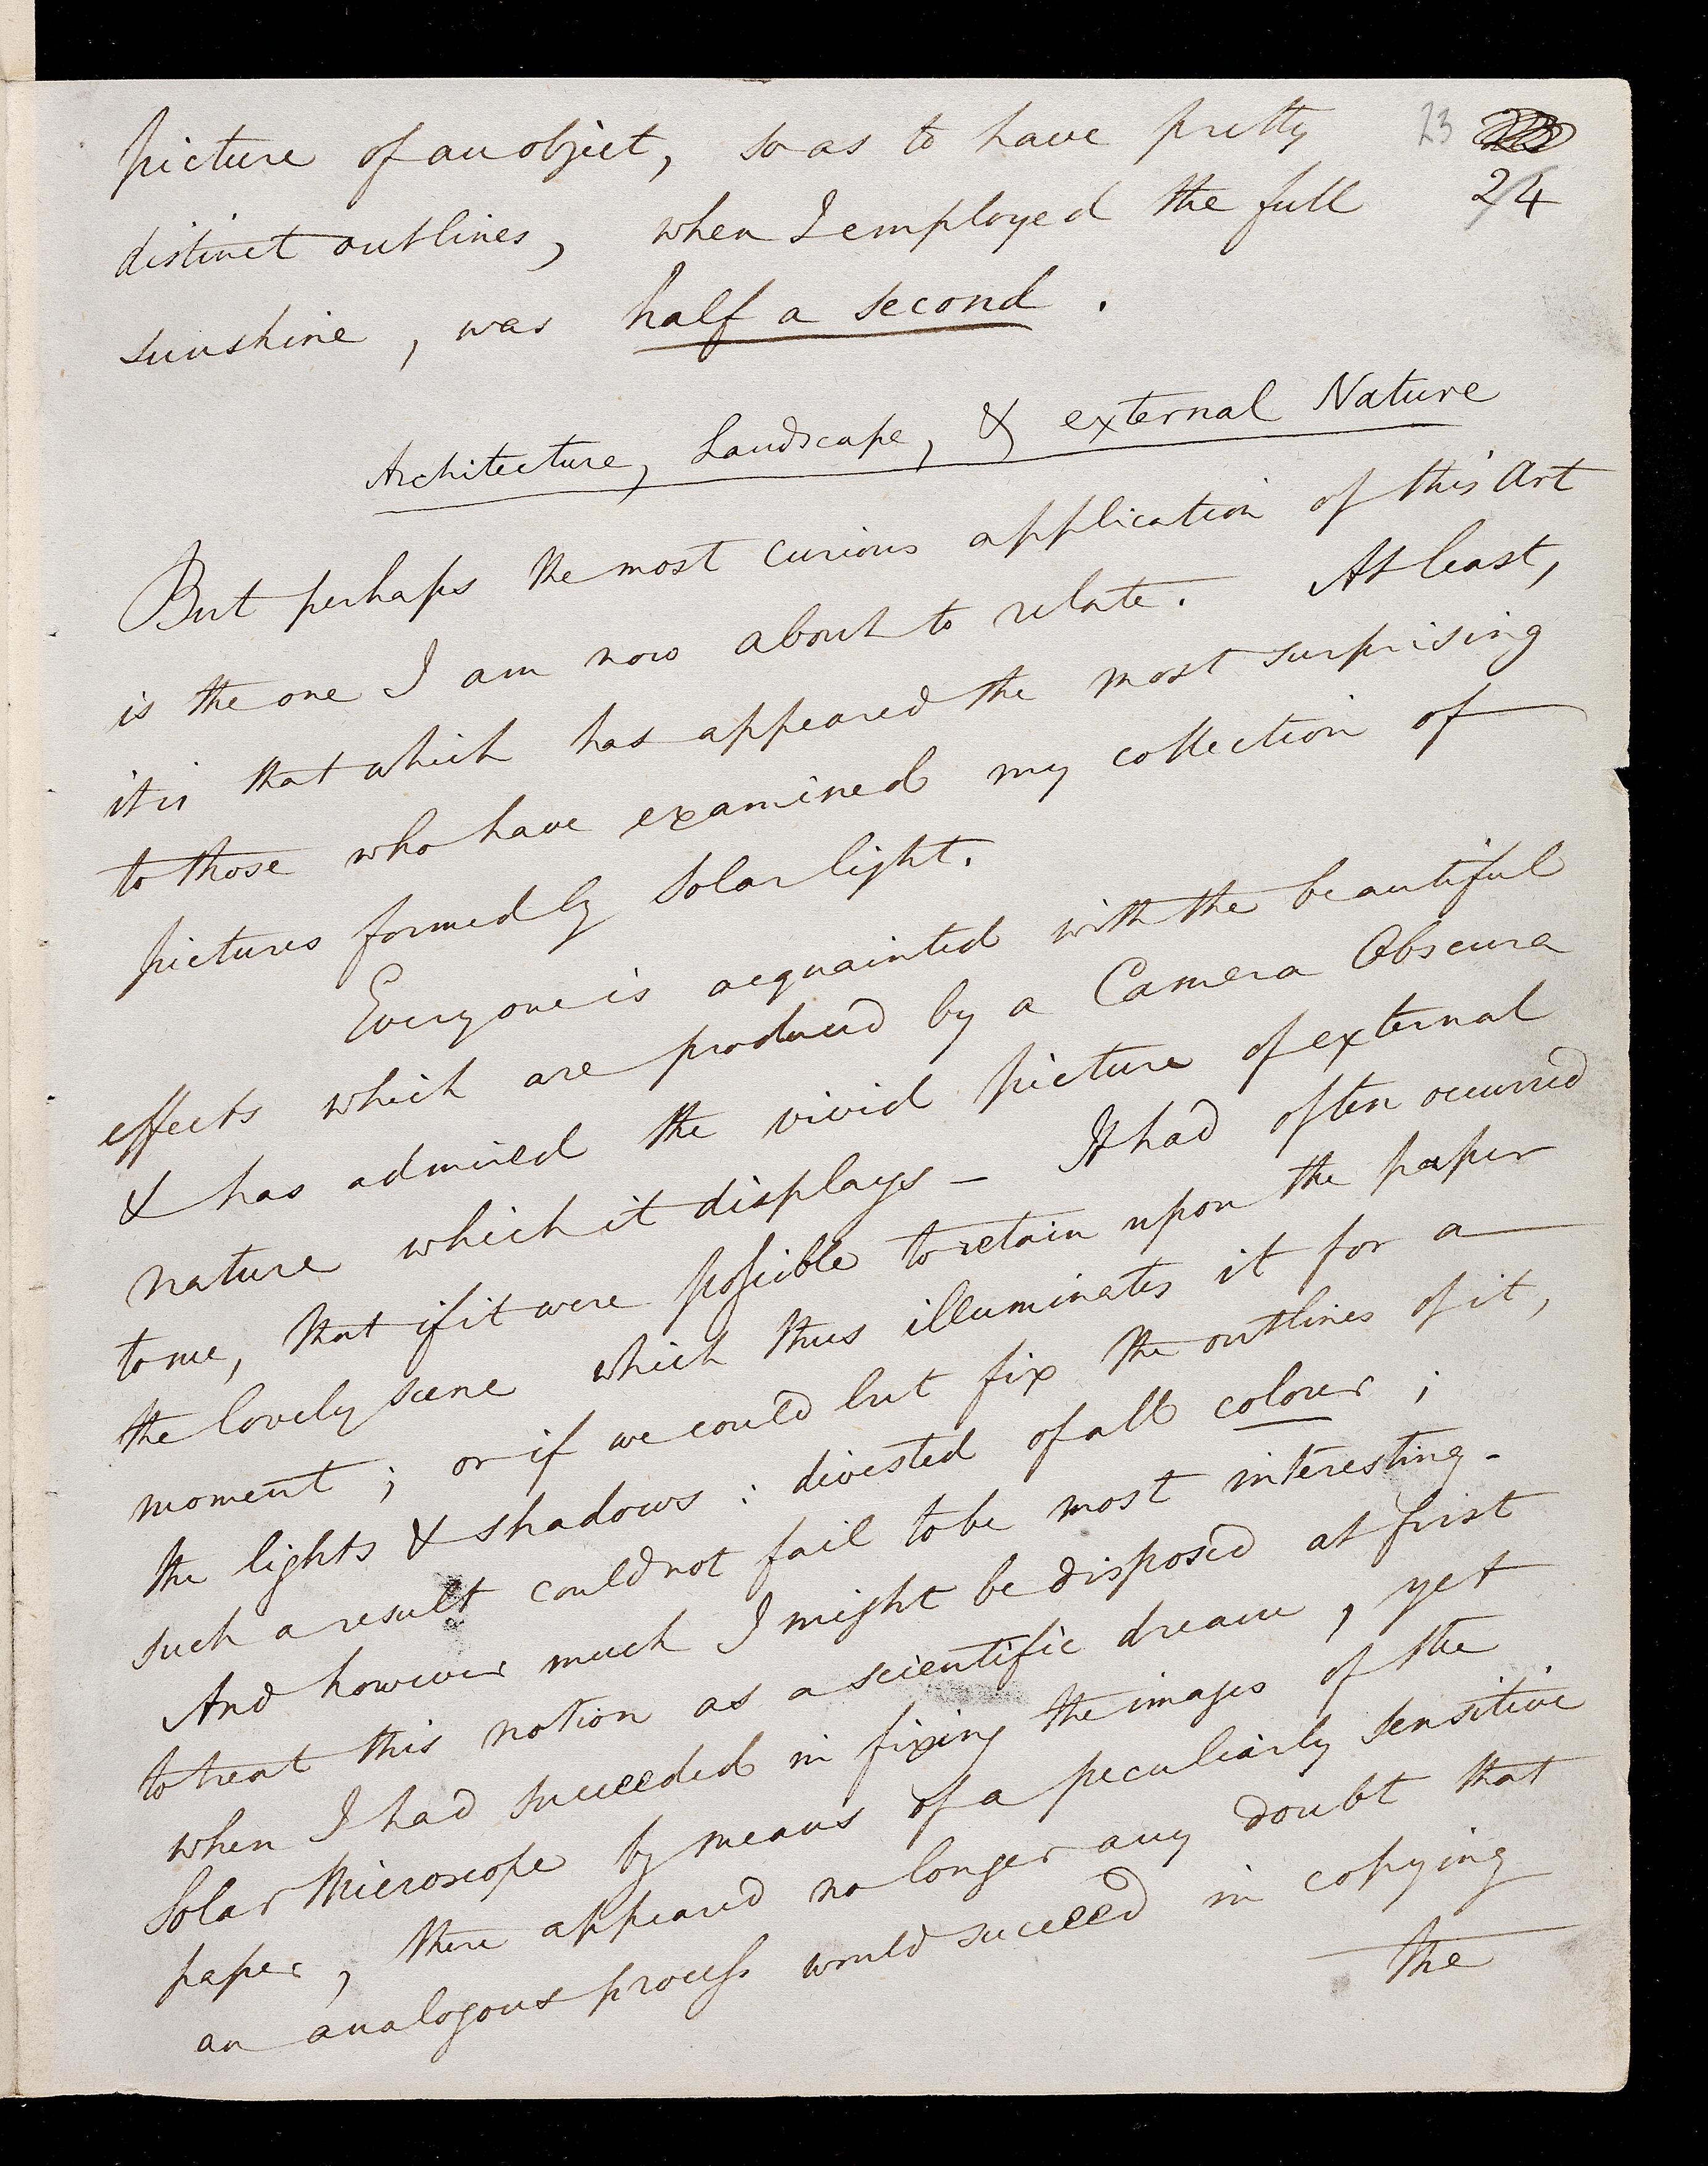 23
24
picture of an object, so as to have pretty
distinct outlines, when I employed the full
sunshine, was half a second.
Architecture, Landscape, & external Nature
But perhaps the most curious application of this Art
is the one I am now about to relate. At least,
it is that which has appeared the most surprising
to those who have examined my collection of
pictures formed by solar light.
Every one is acquainted with the beautiful
effects which are produced by a Camera Obscura
& has admired the vivid picture of external
nature which it displays – It had often occurred
to me, that if it were possible to retain upon the paper
the lovely scene which thus illuminates it for a
moment; or if we could but fix the outlines of it,
the lights & shadows: divested of all colour;
such a result could not fail to be most interesting.
And however much I might be disposed at first
to treat this notion as a scientific dream, yet
when I had succeeded in fixing the images of the
Solar Microscope by means of a peculiarly sensitive
paper, there appeared no longer any doubt that
an analogous process would succeed in copying
the